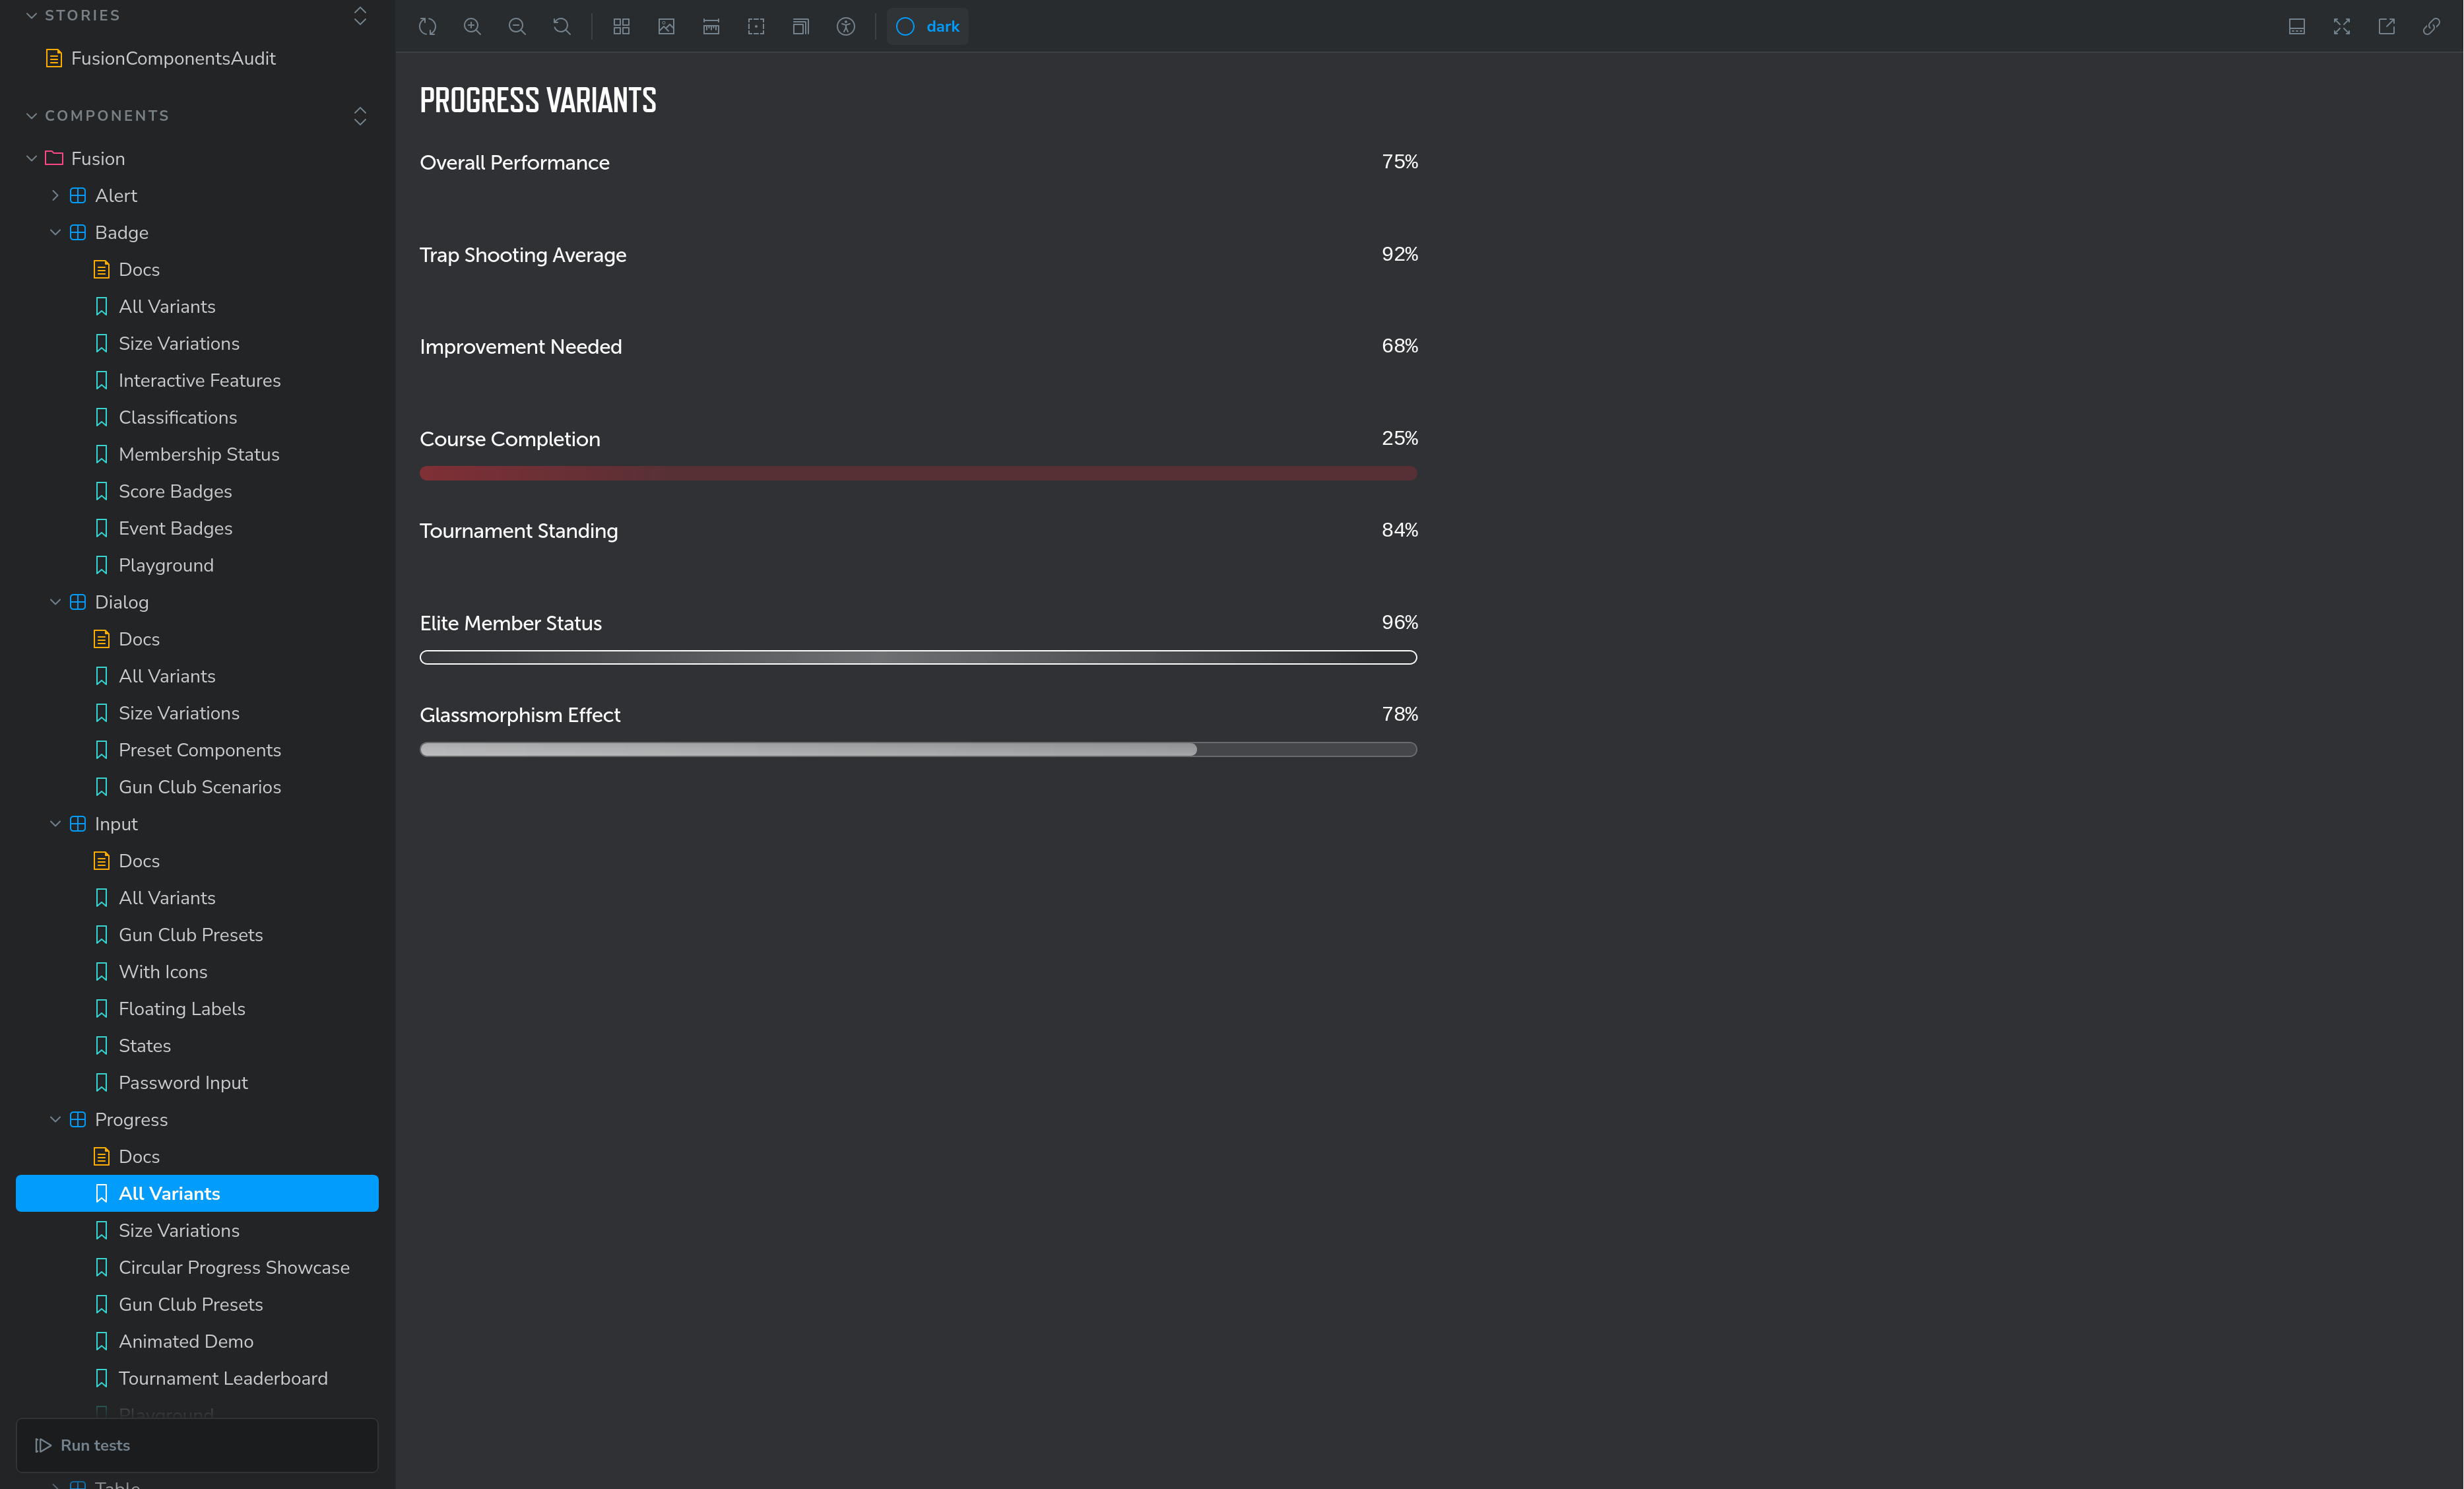 STORIES
FusionComponentsAudit
COMPONENTS
Fusion
Alert
Badge
Docs
All Variants
Size Variations
Interactive Features
Classifications
Membership Status
Score Badges
Event Badges
Playground
Dialog
Docs
All Variants
Size Variations
Preset Components
Gun Club Scenarios
Input
Docs
All Variants
Gun Club Presets
With Icons
Floating Labels
States
Password Input
Progress
Docs
All Variants
Size Variations
Circular Progress Showcase
Gun Club Presets
Animated Demo
Tournament Leaderboard
Playground
Run tests
Table
dark
PROGRESS VARIANTS
Overall Performance 75%
Trap Shooting Average 92%
Improvement Needed 68%
Course Completion 25%
Tournament Standing 84%
Elite Member Status 96%
Glassmorphism Effect 78%